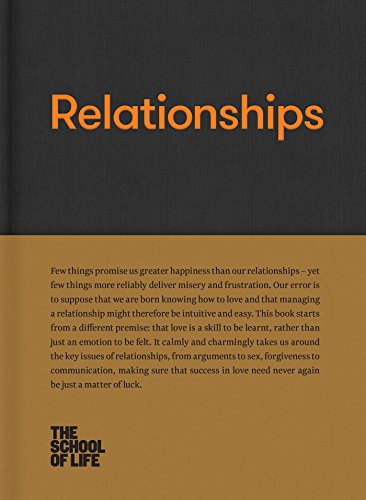 Relationships
Few things promise us greater happiness than our relationships – yet
few things more reliably deliver misery and frustration. Our error is
to suppose that we are born knowing how to love and that managing
a relationship might therefore be intuitive and easy. This book starts
from a different premise: that love is a skill to be learnt, rather than
just an emotion to be felt. It calmly and charmingly takes us around
the key issues of relationships, from arguments to sex, forgiveness to
communication, making sure that success in love need never again
be just a matter of luck.
THE
SCHOOL
OF LIFE